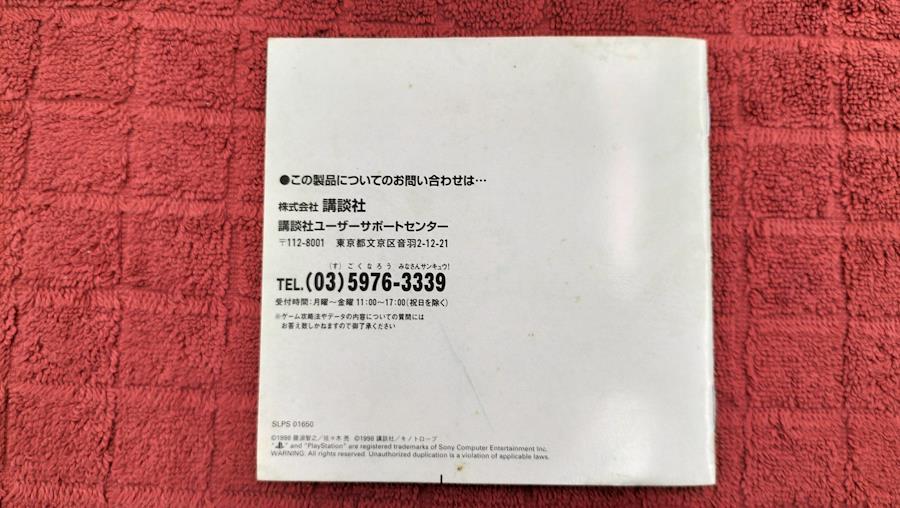 ●この製品についてのお問い合わせは…
株式会社 講談社
講談社ユーザーサポートセンター
〒112-8001 東京都文京区音羽2-12-21
(す) ごくなろう みなさんサンキュウ!
TEL.(03)5976-3339
受付時間:月曜〜金曜 11:00〜17:00(祝日を除く)
※ゲーム攻略法やデータの内容についての質問には
お答え致しかねますので御了承ください
SLPS 01650
©1998 藤波智之/佐々木 亮 ©1998 講談社/キノトロープ
" " and "PlayStation" are registered trademarks of Sony Computer Entertainment Inc.
WARNING: All rights reserved. Unauthorized duplication is a violation of applicable laws.